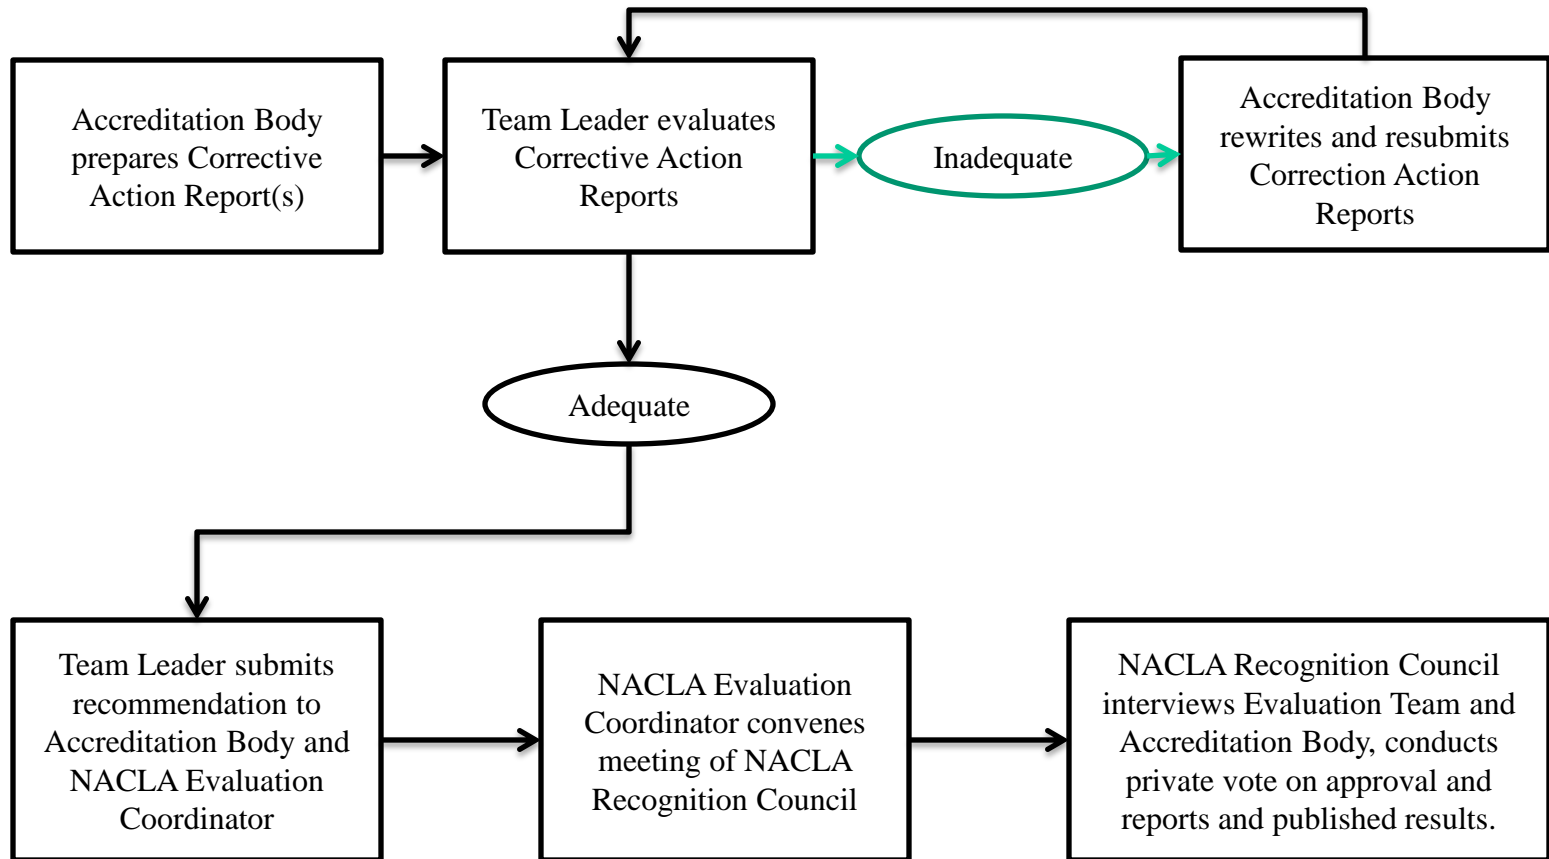 Accreditation Body
prepares Corrective
Action Report(s)
Team Leader evaluates
Corrective Action
Reports
Inadequate
Accreditation Body
rewrites and resubmits
Correction Action
Reports
Adequate
Team Leader submits
recommendation to
Accreditation Body and
NACLA Evaluation
Coordinator
NACLA Evaluation
Coordinator convenes
meeting of NACLA
Recognition Council
NACLA Recognition Council
interviews Evaluation Team and
Accreditation Body, conducts
private vote on approval and
reports and published results.